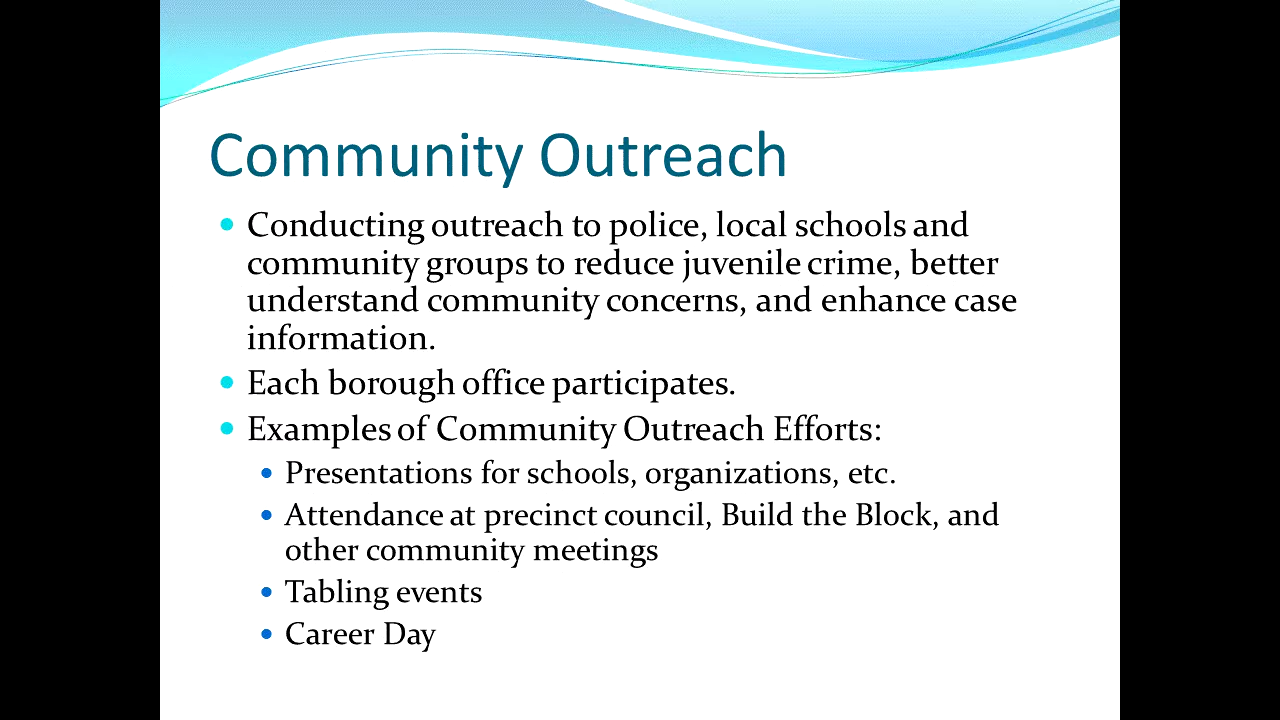 Community Outreach
Conducting outreach to police, local schools and
community groups to reduce juvenile crime, better
understand community concerns, and enhance case
information.
Each borough office participates.
Examples of Community Outreach Efforts:
Presentations for schools, organizations, etc.
Attendance at precinct council, Build the Block, and
other community meetings
Tabling events
Career Day